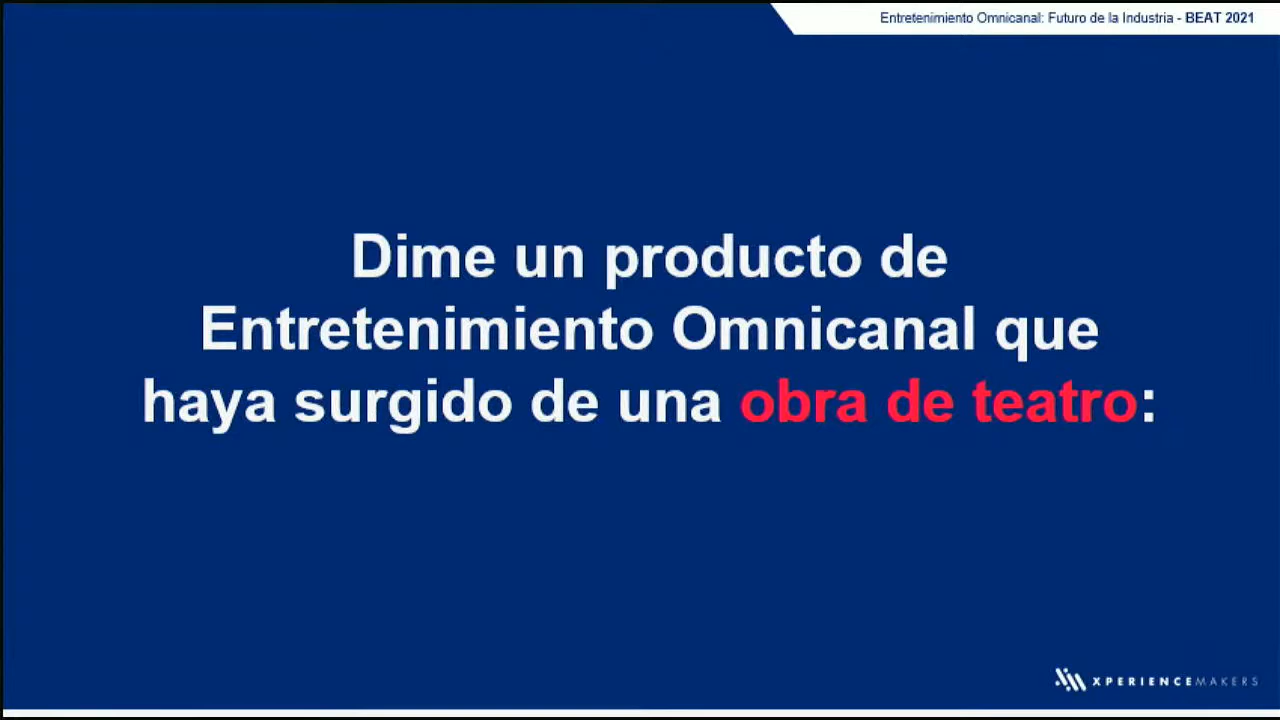 Entretenimiento Omnicanal: Futuro de la Industria - BEAT 2021
Dime un producto de
Entretenimiento Omnicanal que
haya surgido de una obra de teatro:
XPERIENCEMAKERS